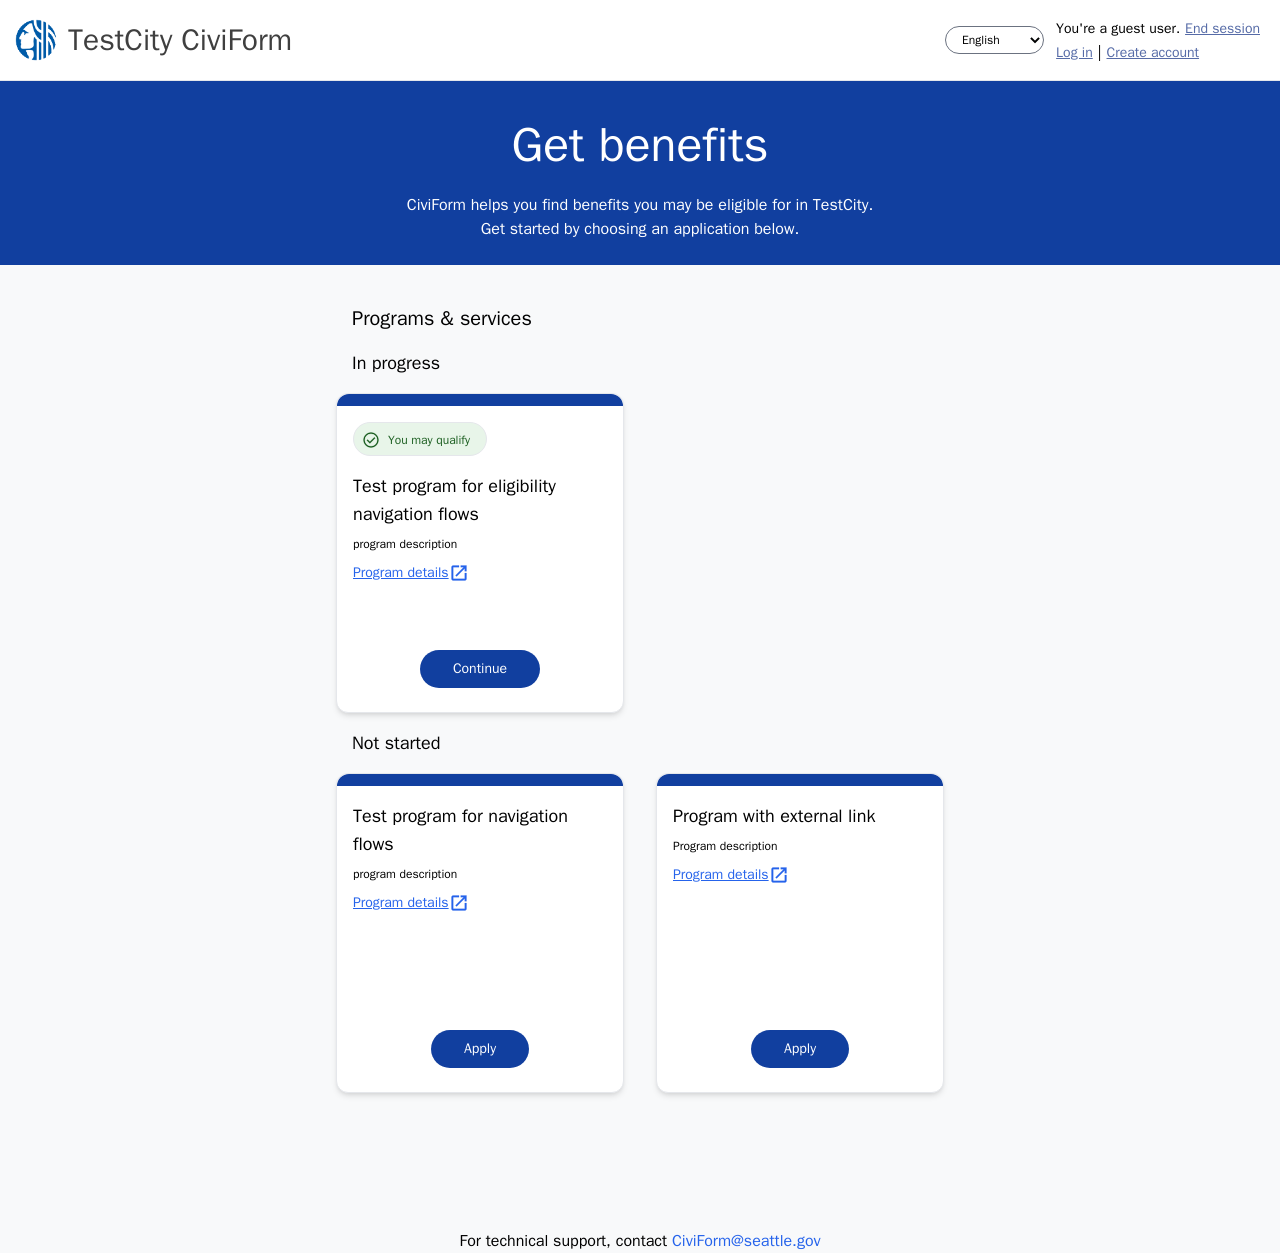 TestCity CiviForm
English
You're a guest user. End session
Log in | Create account
Get benefits
CiviForm helps you find benefits you may be eligible for in TestCity.
Get started by choosing an application below.
Programs & services
In progress
You may qualify
Test program for eligibility
navigation flows
program description
Program details
Continue
Not started
Test program for navigation
flows
program description
Program details
Apply
Program with external link
Program description
Program details
Apply
For technical support, contact CiviForm@seattle.gov